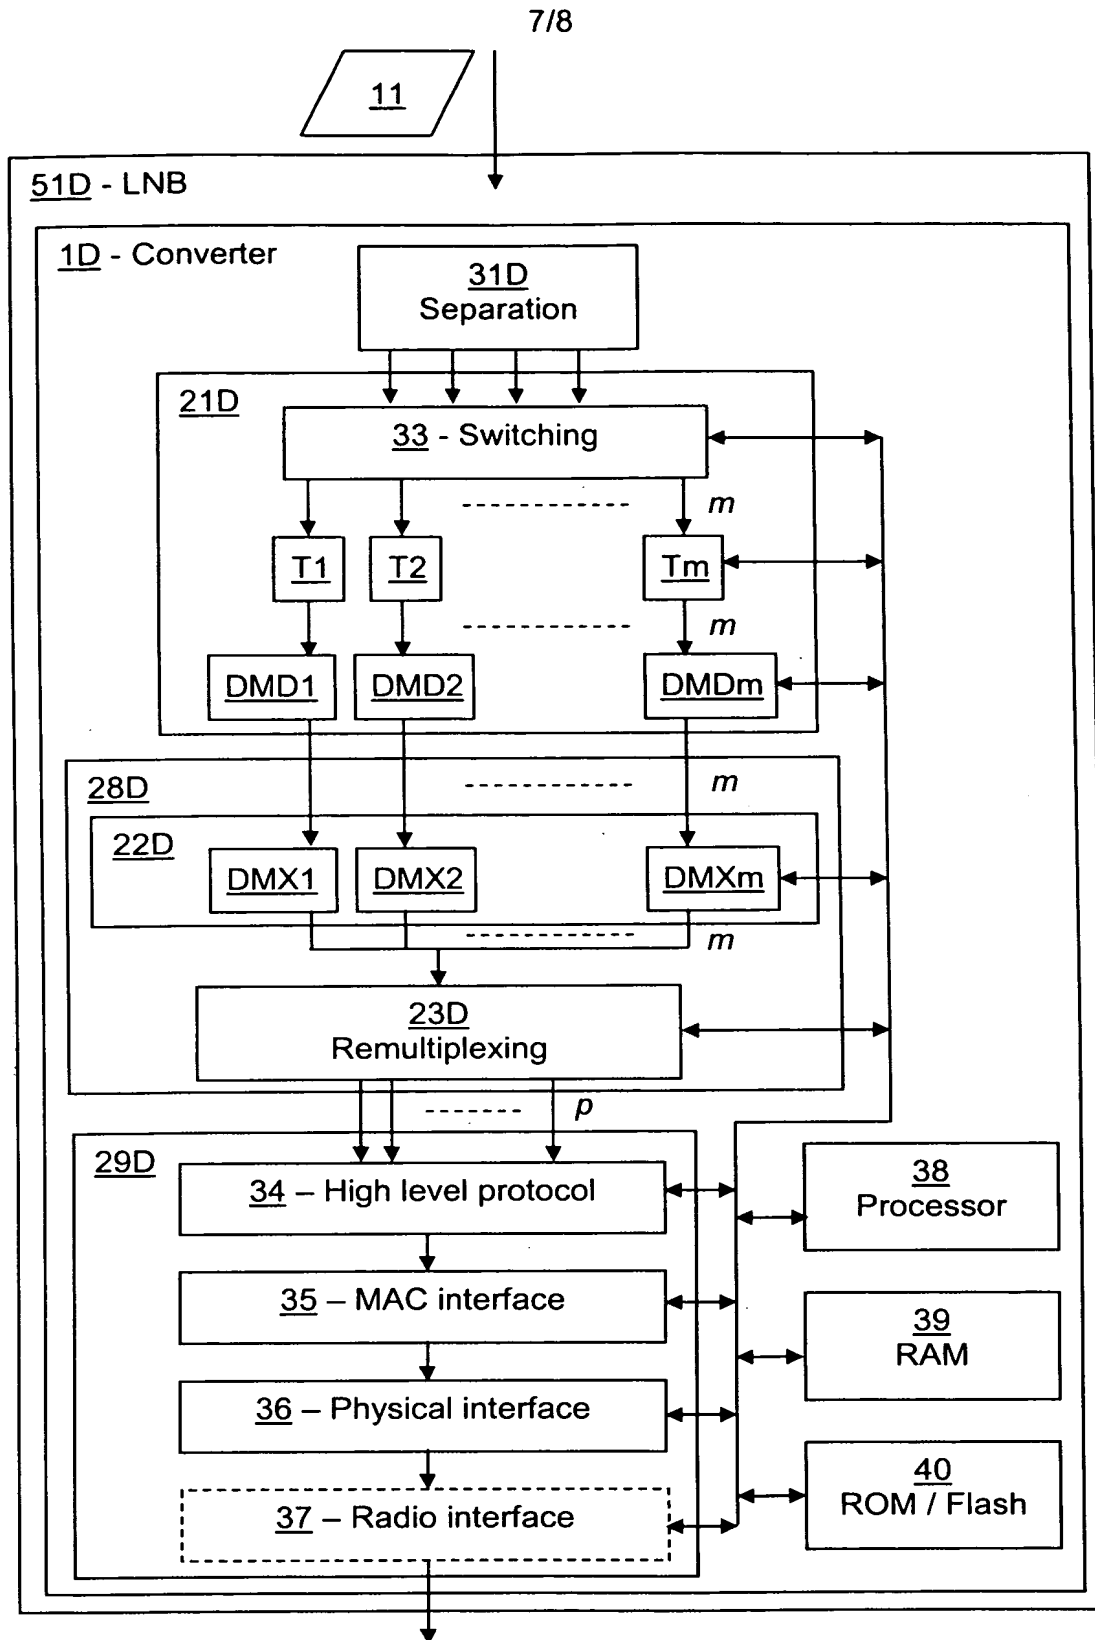 7/8
11
51D - LNB
1D - Converter
31D
Separation
21D
33 - Switching
m
T1 T2 Tm
m
DMD1 DMD2 DMDm
28D
m
22D
DMX1 DMX2 DMXm
m
23D
Remultiplexing
p
29D
34 – High level protocol
38
Processor
35 – MAC interface
39
RAM
36 – Physical interface
40
ROM / Flash
37 – Radio interface